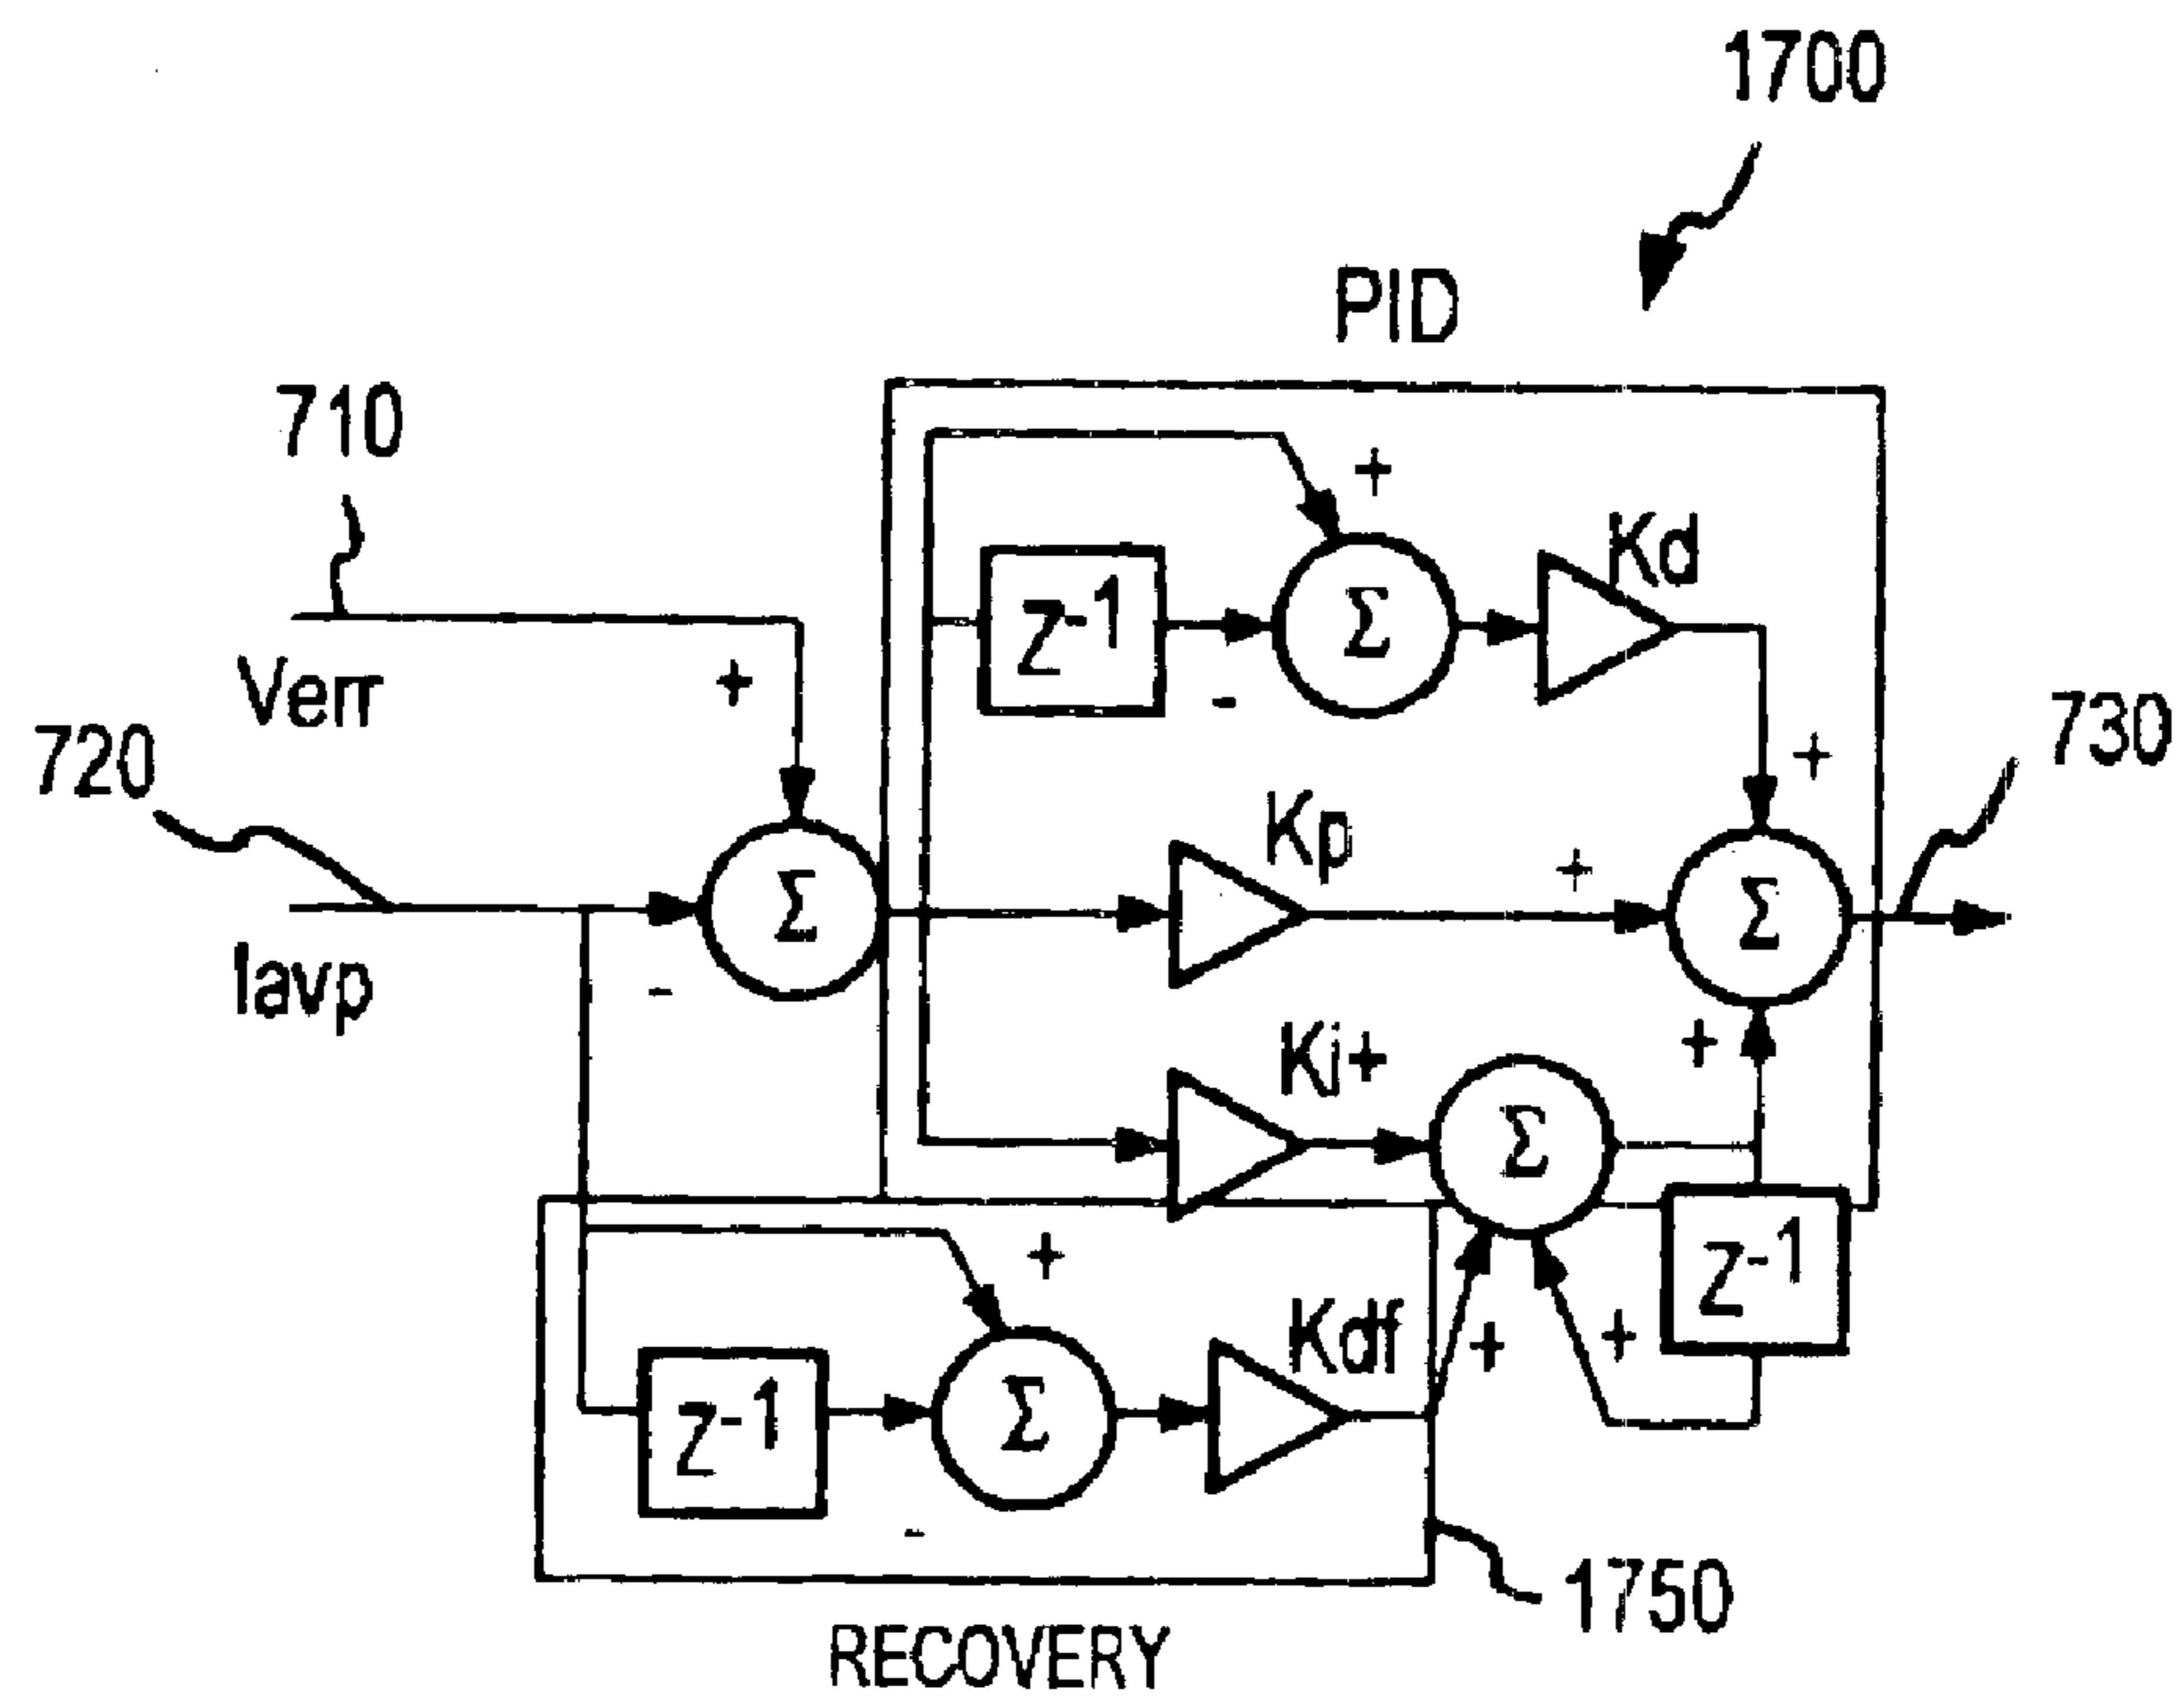 1700
PID
710
+
Kd
z-1
Σ
-
Verr
+
+
730
720
Kp
+
Σ
Σ
Iavp
-
+
Ki+
Σ
z-1
+
Kdf
+
+
z-1
Σ
-
1750
RECOVERY